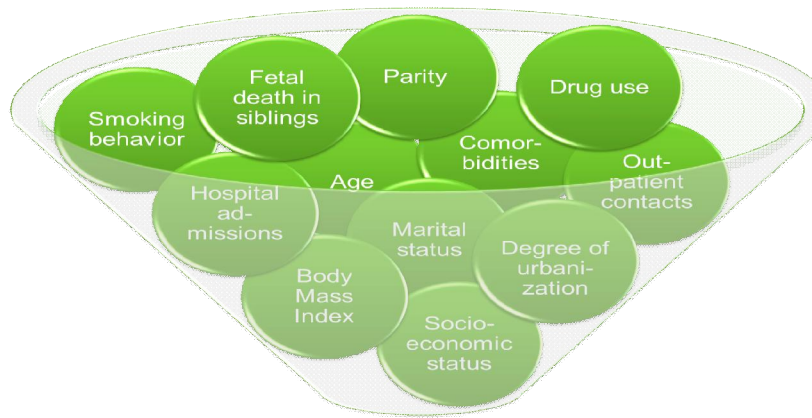 Smoking
behavior
Fetal
death in
siblings
Parity
Drug use
Age
Comor-
bidities
Out-
patient
contacts
Hospital
ad-
missions
Marital
status
Degree of
urbani-
zation
Body
Mass
Index
Socio-
economic
status